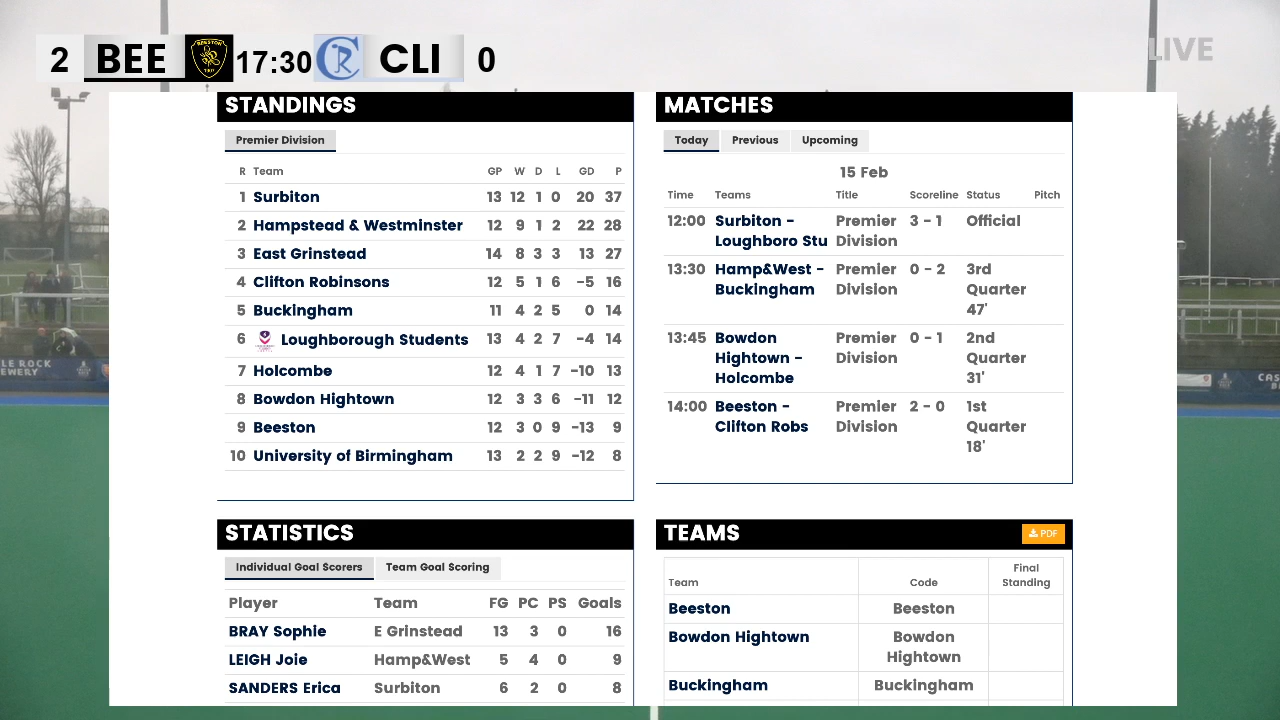 2 BEE BEESTON 17:30 CLI 0
LIVE
STANDINGS
Premier Division
R Team GP W D L GD P
1 Surbiton 13 12 1 0 20 37
2 Hampstead & Westminster 12 9 1 2 22 28
3 East Grinstead 14 8 3 3 13 27
4 Clifton Robinsons 12 5 1 6 -5 16
5 Buckingham 11 4 2 5 0 14
6 Loughborough Students 13 4 2 7 -4 14
7 Holcombe 12 4 1 7 -10 13
8 Bowdon Hightown 12 3 3 6 -11 12
9 Beeston 12 3 0 9 -13 9
10 University of Birmingham 13 2 2 9 -12 8
MATCHES
Today Previous Upcoming
15 Feb
Time Teams Title Scoreline Status Pitch
12:00 Surbiton - Premier 3 - 1 Official
Loughboro Stu Division
13:30 Hamp&West - Premier 0 - 2 3rd
Buckingham Division Quarter
47'
13:45 Bowdon Premier 0 - 1 2nd
Hightown - Division Quarter
Holcombe 31'
14:00 Beeston - Premier 2 - 0 1st
Clifton Robs Division Quarter
18'
STATISTICS
Individual Goal Scorers Team Goal Scoring
Player Team FG PC PS Goals
BRAY Sophie E Grinstead 13 3 0 16
LEIGH Joie Hamp&West 5 4 0 9
SANDERS Erica Surbiton 6 2 0 8
TEAMS
PDF
Team Code Final
Standing
Beeston Beeston
Bowdon Hightown Bowdon
Hightown
Buckingham Buckingham
LE ROCK
EWERY
CAS